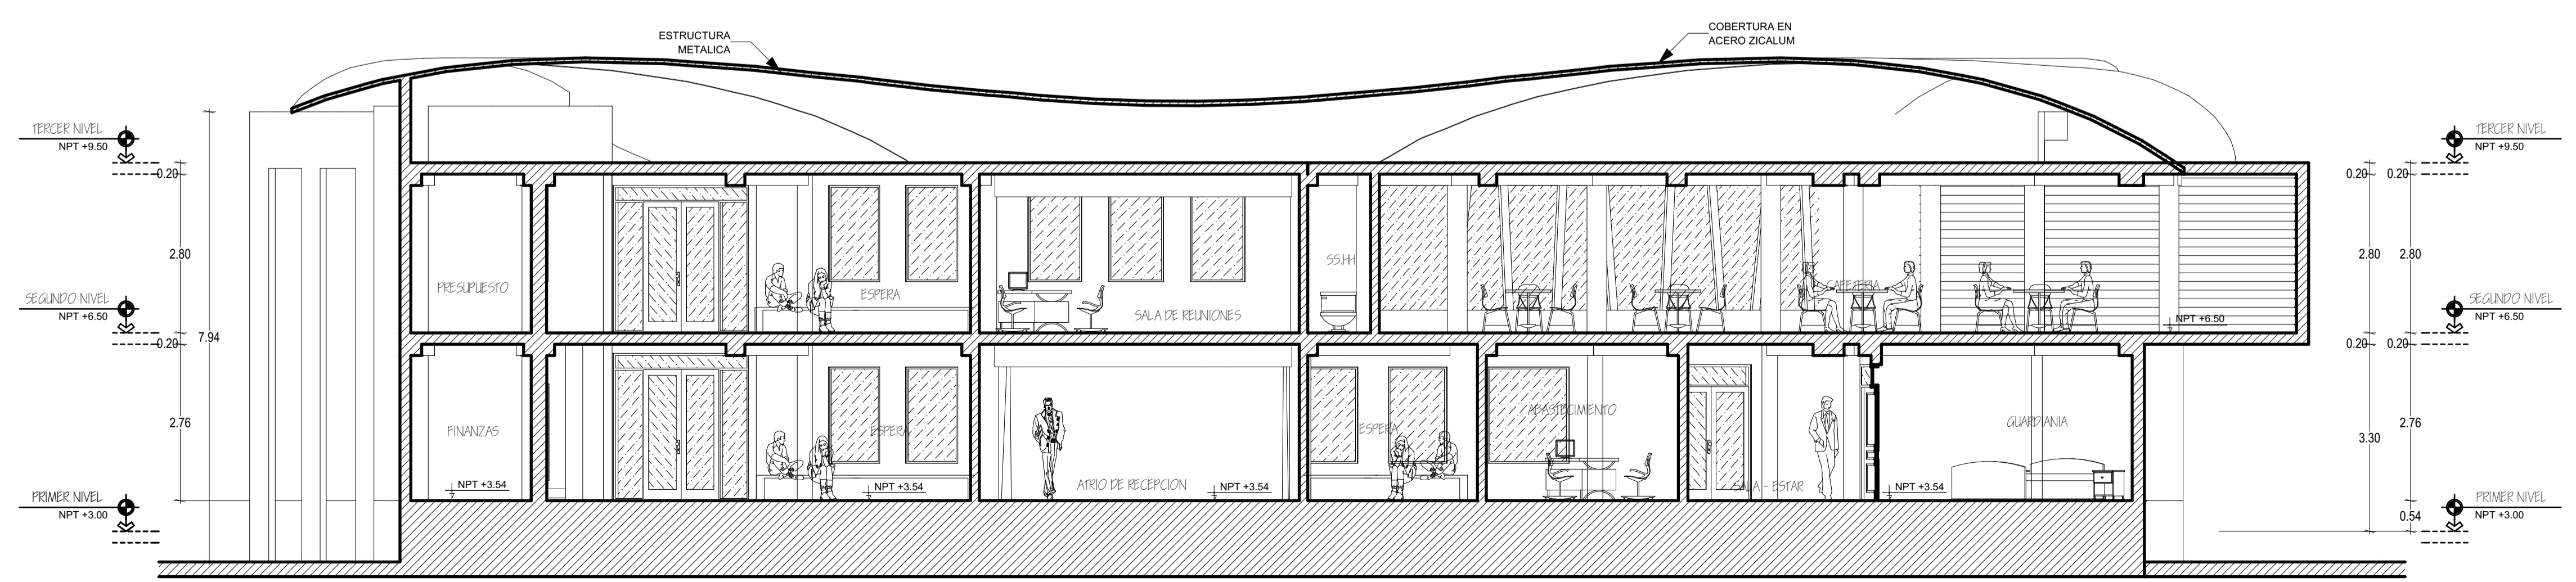 ESTRUCTURA
METALICA
COBERTURA EN
ACERO ZICALUM
TERCER NIVEL
NPT +9.50
TERCER NIVEL
NPT +9.50
0.20
0.20
0.20
2.80
2.80
2.80
PRESUPUESTO
ESPERA
SALA DE REUNIONES
SS.HH
CAFETERIA
NPT +6.50
SEGUNDO NIVEL
NPT +6.50
SEGUNDO NIVEL
NPT +6.50
0.20
7.94
0.20
0.20
2.76
FINANZAS
NPT +3.54
ESPERA
NPT +3.54
ATRIO DE RECEPCION
NPT +3.54
ESPERA
ABASTECIMIENTO
SALA - ESTAR
NPT +3.54
GUARDIANIA
3.30
2.76
0.54
PRIMER NIVEL
NPT +3.00
PRIMER NIVEL
NPT +3.00